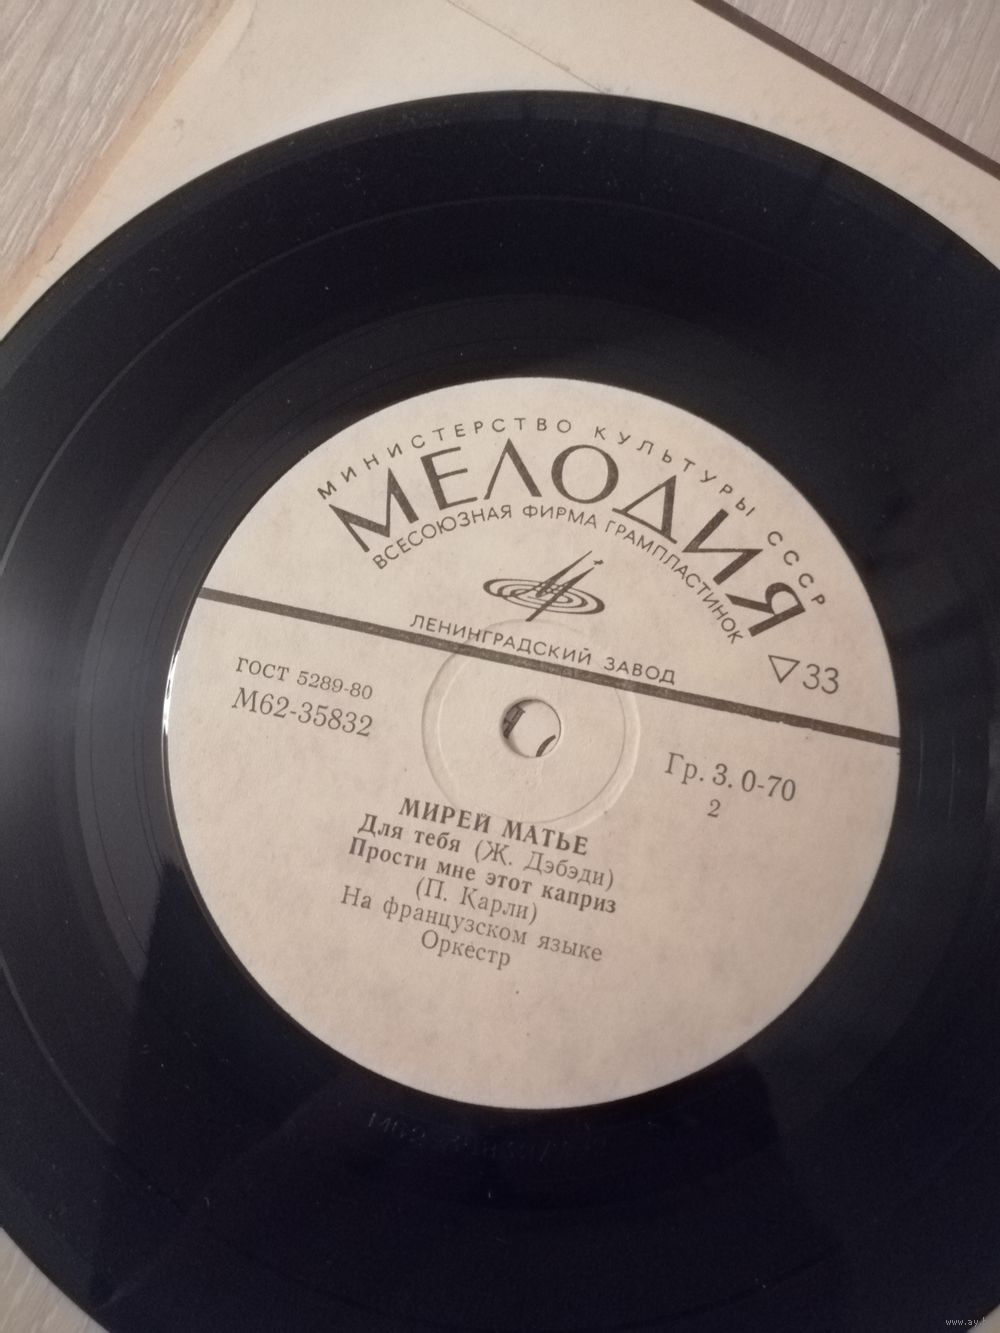 МИНИСТЕРСТВО КУЛЬТУРЫ СССР
МЕЛОДИЯ
ВСЕСОЮЗНАЯ ФИРМА ГРАМПЛАСТИНОК
ЛЕНИНГРАДСКИЙ ЗАВОД
33
ГОСТ 5289-80
М62-35832
Гр. 3. 0-70
2
МИРЕЙ МАТЬЕ
Для тебя (Ж. Дэбэди)
Прости мне этот каприз
(П. Карли)
На французском языке
Оркестр